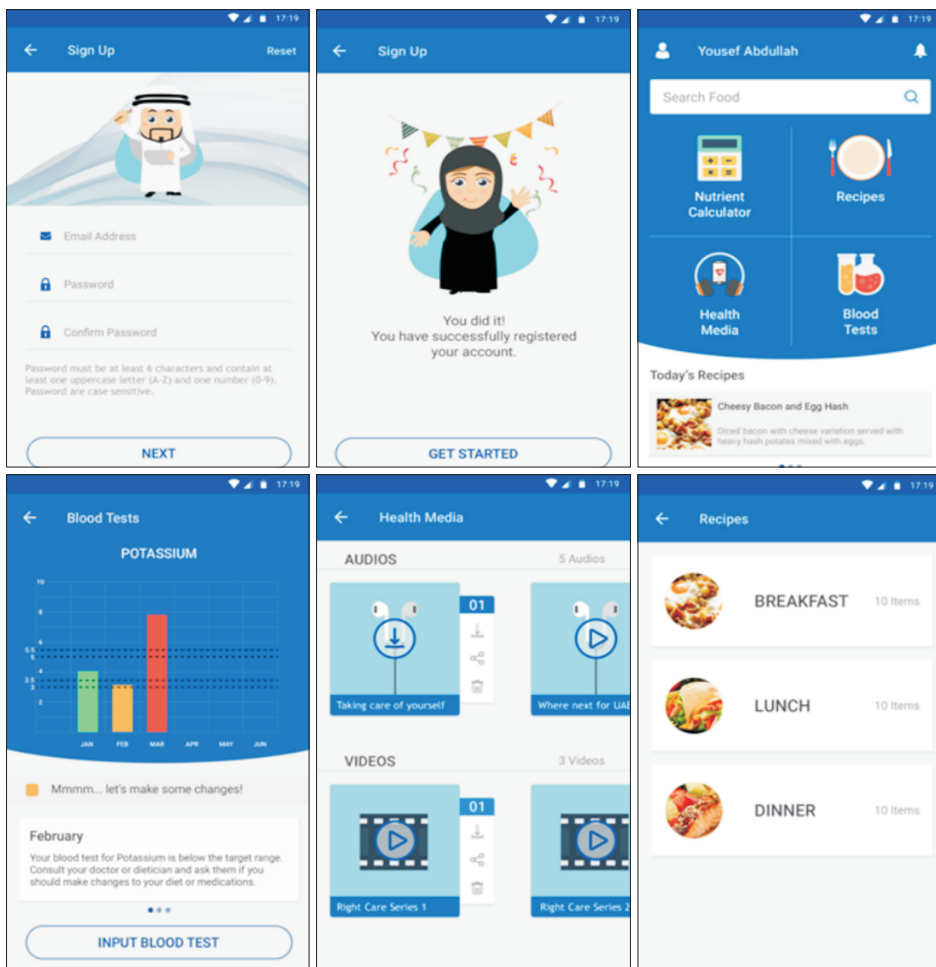 17:19
Sign Up
Reset
Email Address
Password
Confirm Password
Password must be at least 6 characters and contain at
least one uppercase letter (A-Z) and one number (0-9).
Password are case sensitive.
NEXT
17:19
Sign Up
You did it!
You have successfully registered
your account.
GET STARTED
17:19
Yousef Abdullah
Search Food
Nutrient
Calculator
Recipes
Health
Media
Blood
Tests
Today's Recipes
Cheesy Bacon and Egg Hash
Diced bacon with cheese variation served with
heavy hash potates mixed with eggs.
17:19
Blood Tests
POTASSIUM
10
8
6
5.5
5
4
3.5
3
2
JAN FEB MAR APR MAY JUN
Mmmm... let's make some changes!
February
Your blood test for Potassium is below the target range.
Consult your doctor or dietician and ask them if you
should make changes to your diet or medications.
INPUT BLOOD TEST
17:19
Health Media
AUDIOS
5 Audios
01
Taking care of yourself
Where next for UAE
VIDEOS
3 Videos
01
Right Care Series 1
Right Care Series 2
17:19
Recipes
BREAKFAST
10 Items
LUNCH
10 Items
DINNER
10 Items